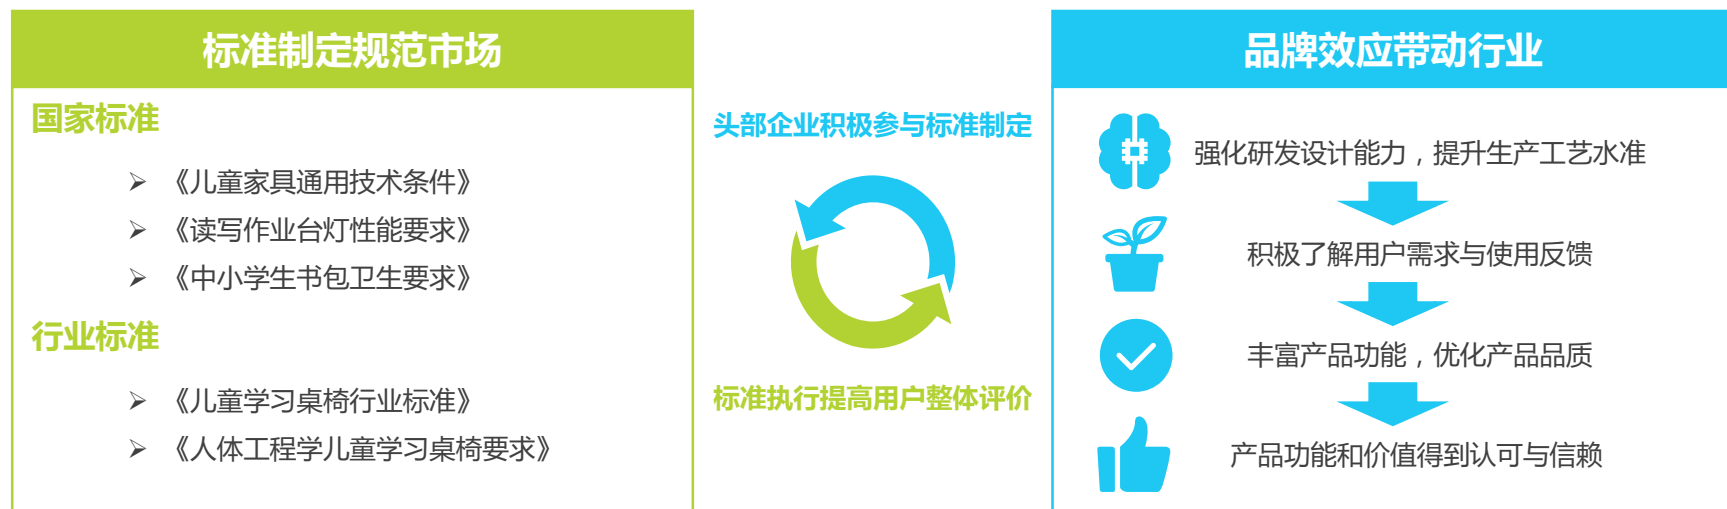 标准制定规范市场
国家标准
《儿童家具通用技术条件》
《读写作业台灯性能要求》
《中小学生书包卫生要求》
行业标准
《儿童学习桌椅行业标准》
《人体工程学儿童学习桌椅要求》
头部企业积极参与标准制定
标准执行提高用户整体评价
品牌效应带动行业
强化研发设计能力，提升生产工艺水准
积极了解用户需求与使用反馈
丰富产品功能，优化产品品质
产品功能和价值得到认可与信赖